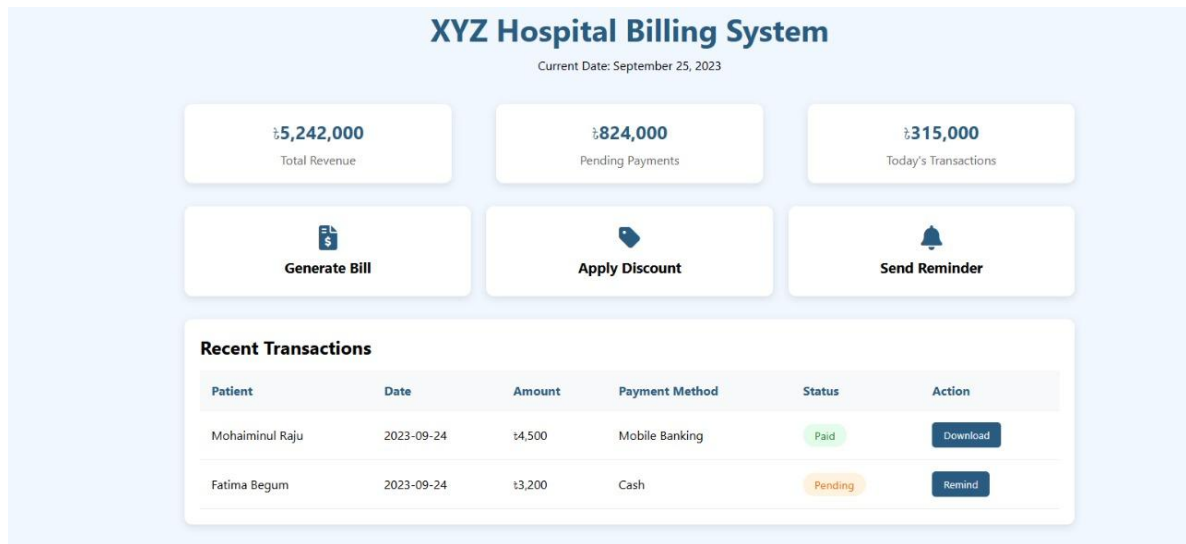 XYZ Hospital Billing System
Current Date: September 25, 2023
৳5,242,000
Total Revenue
৳824,000
Pending Payments
৳315,000
Today's Transactions
Generate Bill
Apply Discount
Send Reminder
Recent Transactions
Patient Date Amount Payment Method Status Action
Mohaiminul Raju 2023-09-24 ৳4,500 Mobile Banking Paid Download
Fatima Begum 2023-09-24 ৳3,200 Cash Pending Remind